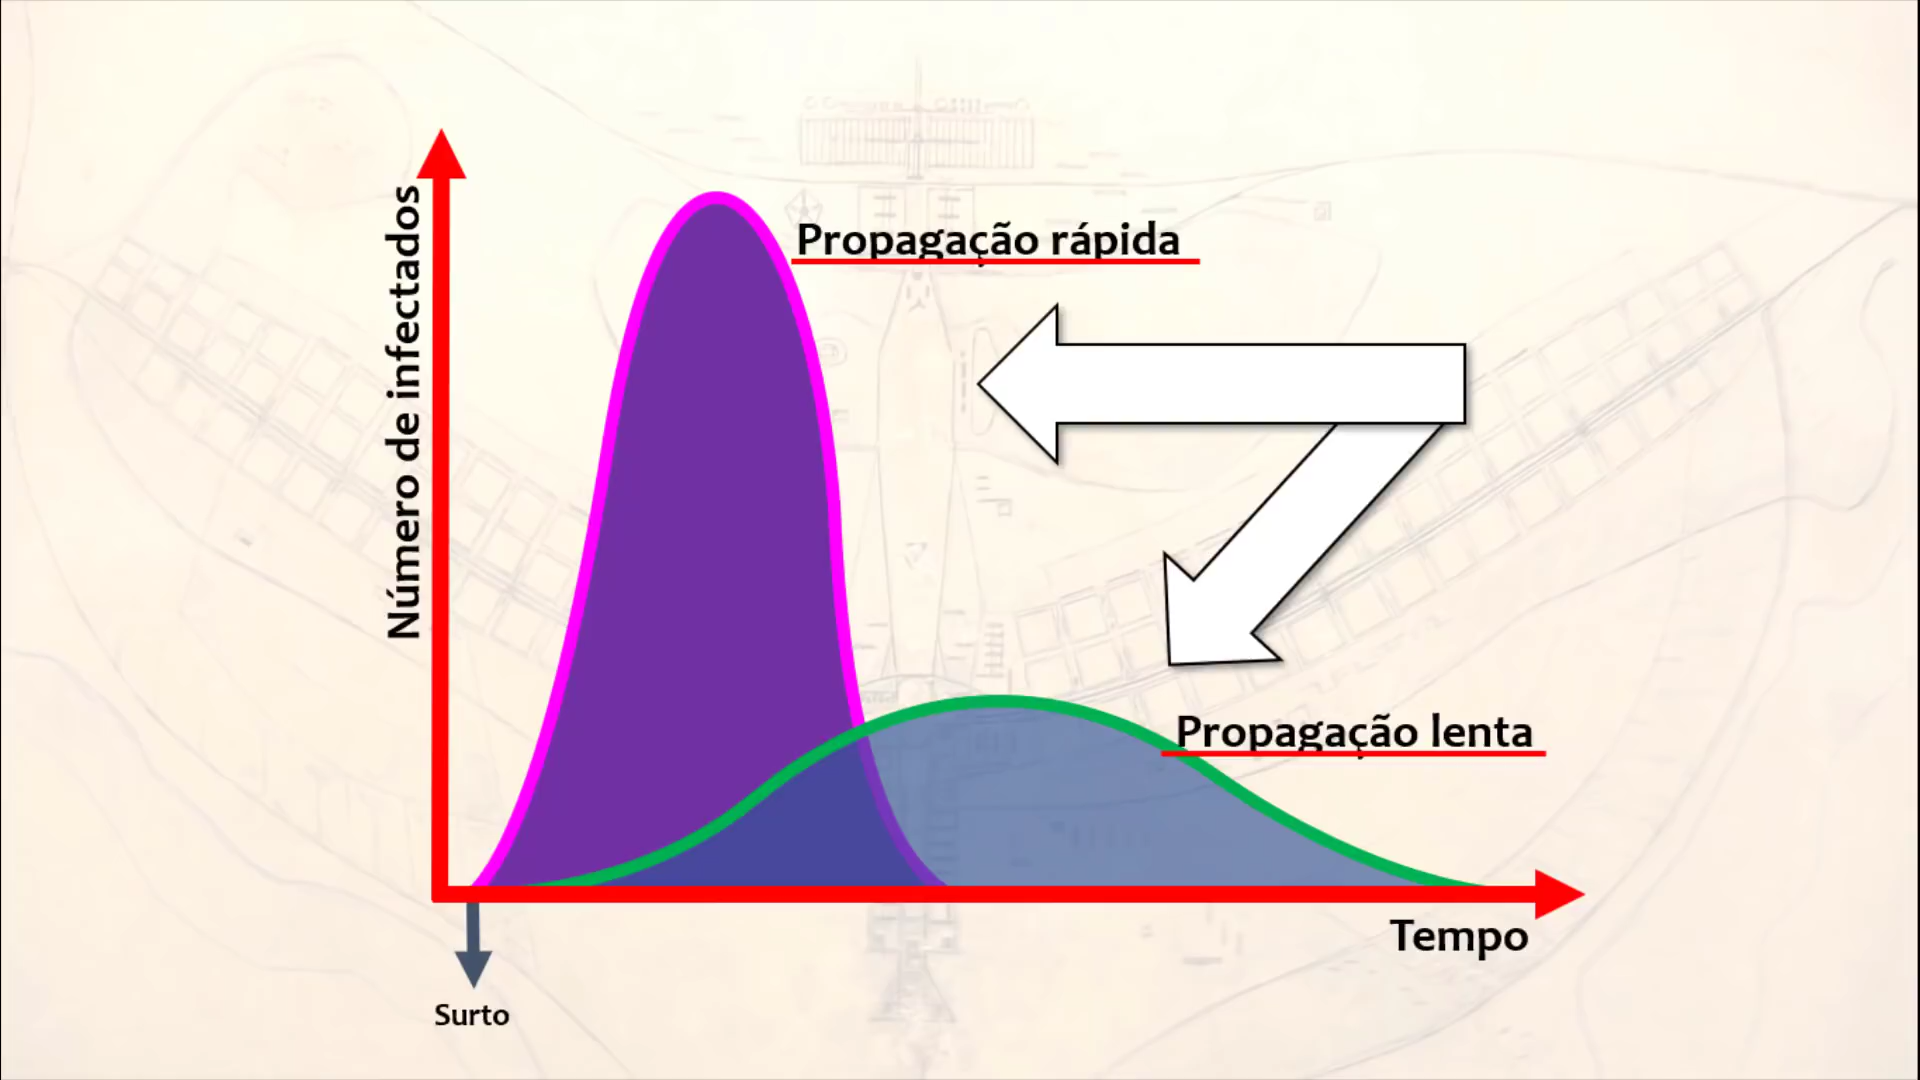 Número de infectados
Propagação rápida
Propagação lenta
Tempo
Surto